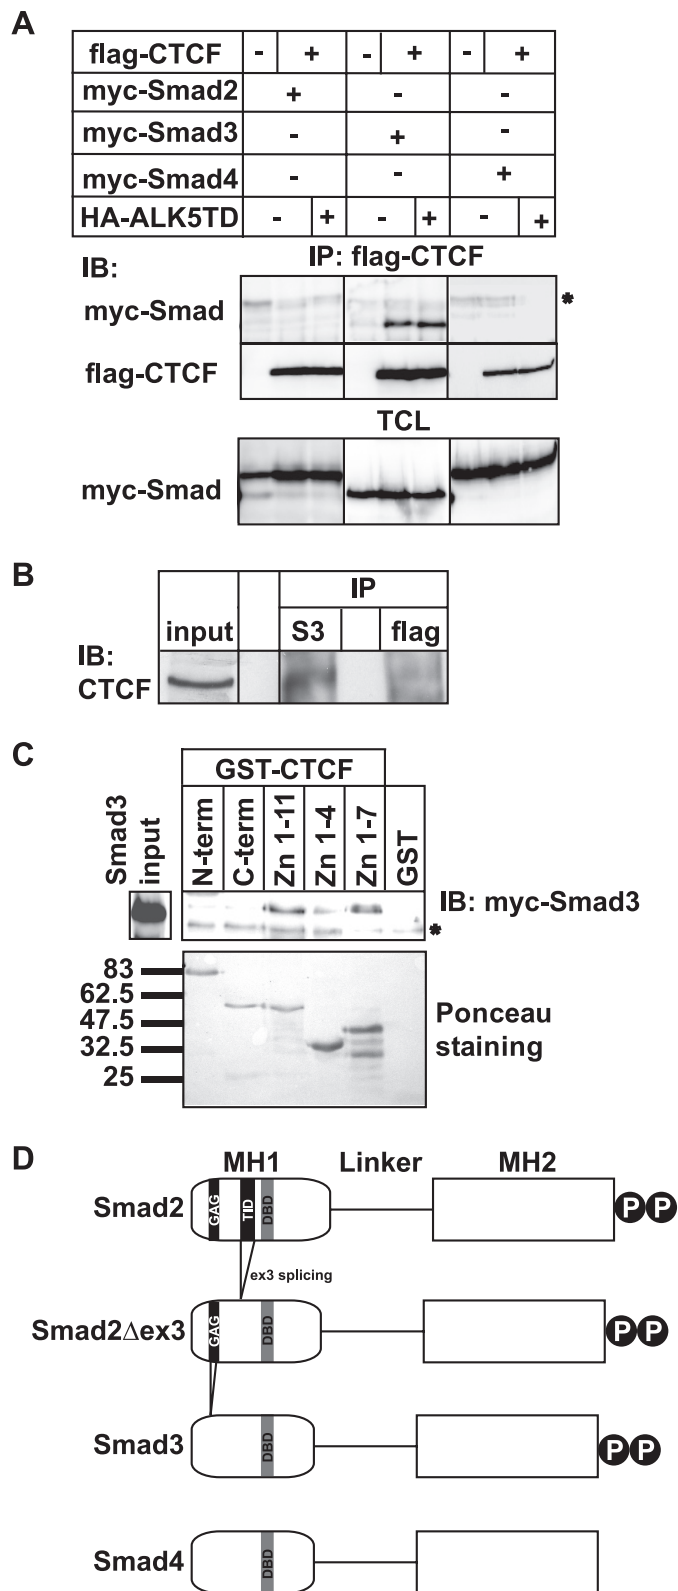 A
flag-CTCF - + - + - +
myc-Smad2 + - -
myc-Smad3 - + -
myc-Smad4 - - +
HA-ALK5TD - + - + - +
IB: IP: flag-CTCF
myc-Smad *
flag-CTCF
TCL
myc-Smad
B
IP
input S3 flag
IB:
CTCF
C
GST-CTCF
Smad3 input N-term C-term Zn 1-11 Zn 1-4 Zn 1-7 GST
IB: myc-Smad3
*
83
62.5
47.5
32.5
25
Ponceau
staining
D
MH1 Linker MH2
Smad2 GAG TID DBD P P
ex3 splicing
Smad2Δex3 GAG DBD P P
Smad3 DBD P P
Smad4 DBD